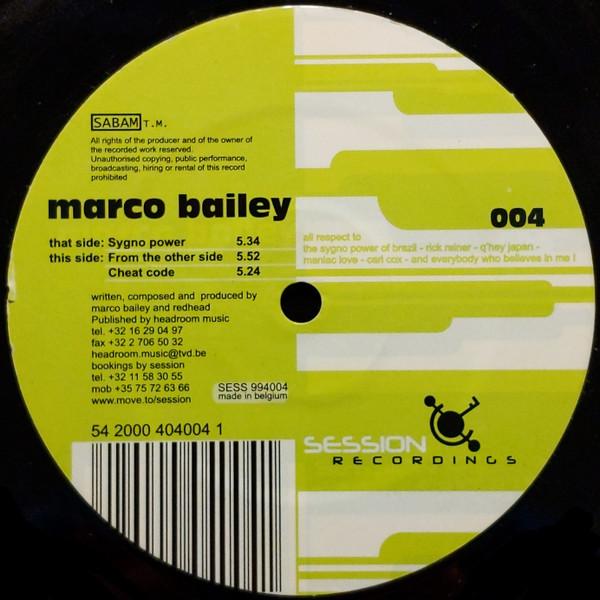 SABAM T.M.
All rights of the producer and of the owner of
the recorded work reserved.
Unauthorised copying, public performance,
broadcasting, hiring or rental of this record
prohibited
marco bailey
004
that side: Sygno power 5.34
this side: From the other side 5.52
Cheat code 5.24
all respect to
the sygno power of brazil - rick rainer - q'hey japan -
maniac love - carl cox - and everybody who believes in me !
written, composed and produced by
marco bailey and redhead
Published by headroom music
tel. +32 16 29 04 97
fax +32 2 706 50 32
headroom.music@tvd.be
bookings by session
tel. +32 11 58 30 55
mob +35 75 72 63 66
www.move.to/session
SESS 994004
made in belgium
54 2000 404004 1
SESSION
RECORDINGS